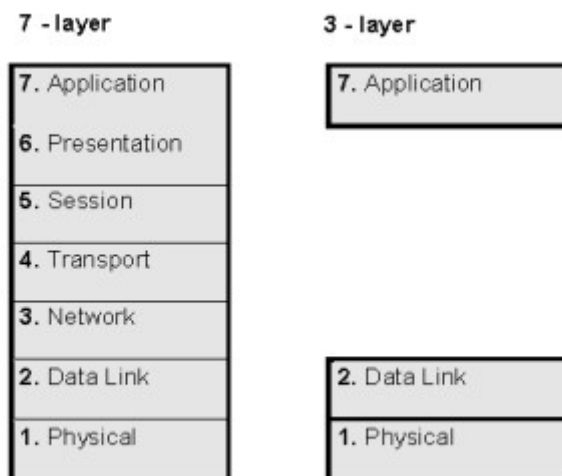 7 - layer
7. Application
6. Presentation
5. Session
4. Transport
3. Network
2. Data Link
1. Physical
3 - layer
7. Application
2. Data Link
1. Physical